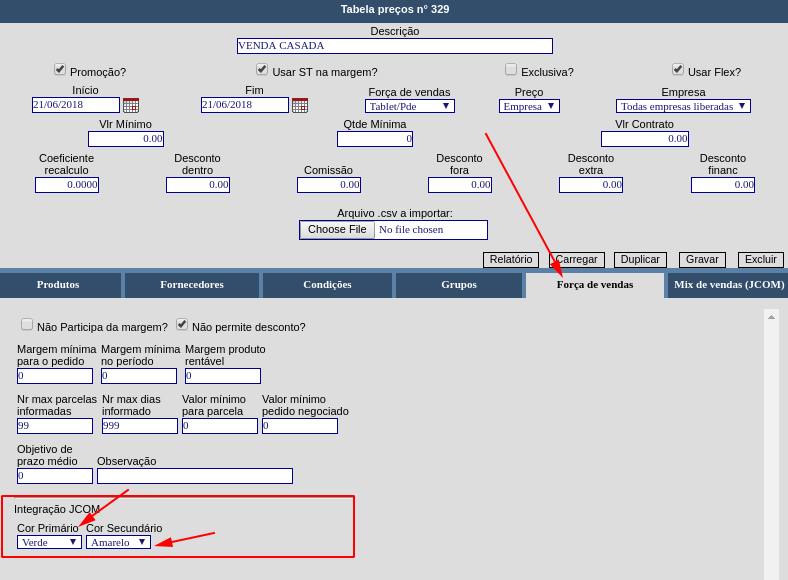 Tabela preços n° 329
Descrição
VENDA CASADA
Promoção? Usar ST na margem? Exclusiva? Usar Flex?
Início Fim Força de vendas Preço Empresa
21/06/2018 21/06/2018 Tablet/Pde Empresa Todas empresas liberadas
Vlr Mínimo Qtde Mínima Vlr Contrato
0.00 0 0.00
Coeficiente recalculo Desconto dentro Comissão Desconto fora Desconto extra Desconto financ
0.0000 0.00 0.00 0.00 0.00 0.00
Arquivo .csv a importar:
Choose File No file chosen
Relatório Carregar Duplicar Gravar Excluir
Produtos Fornecedores Condições Grupos Força de vendas Mix de vendas (JCOM)
Não Participa da margem? Não permite desconto?
Margem mínima para o pedido Margem mínima no período Margem produto rentável
0 0 0
Nr max parcelas informadas Nr max dias informado Valor mínimo para parcela Valor mínimo pedido negociado
99 999 0 0
Objetivo de prazo médio Observação
0
Integração JCOM
Cor Primário Cor Secundário
Verde Amarelo